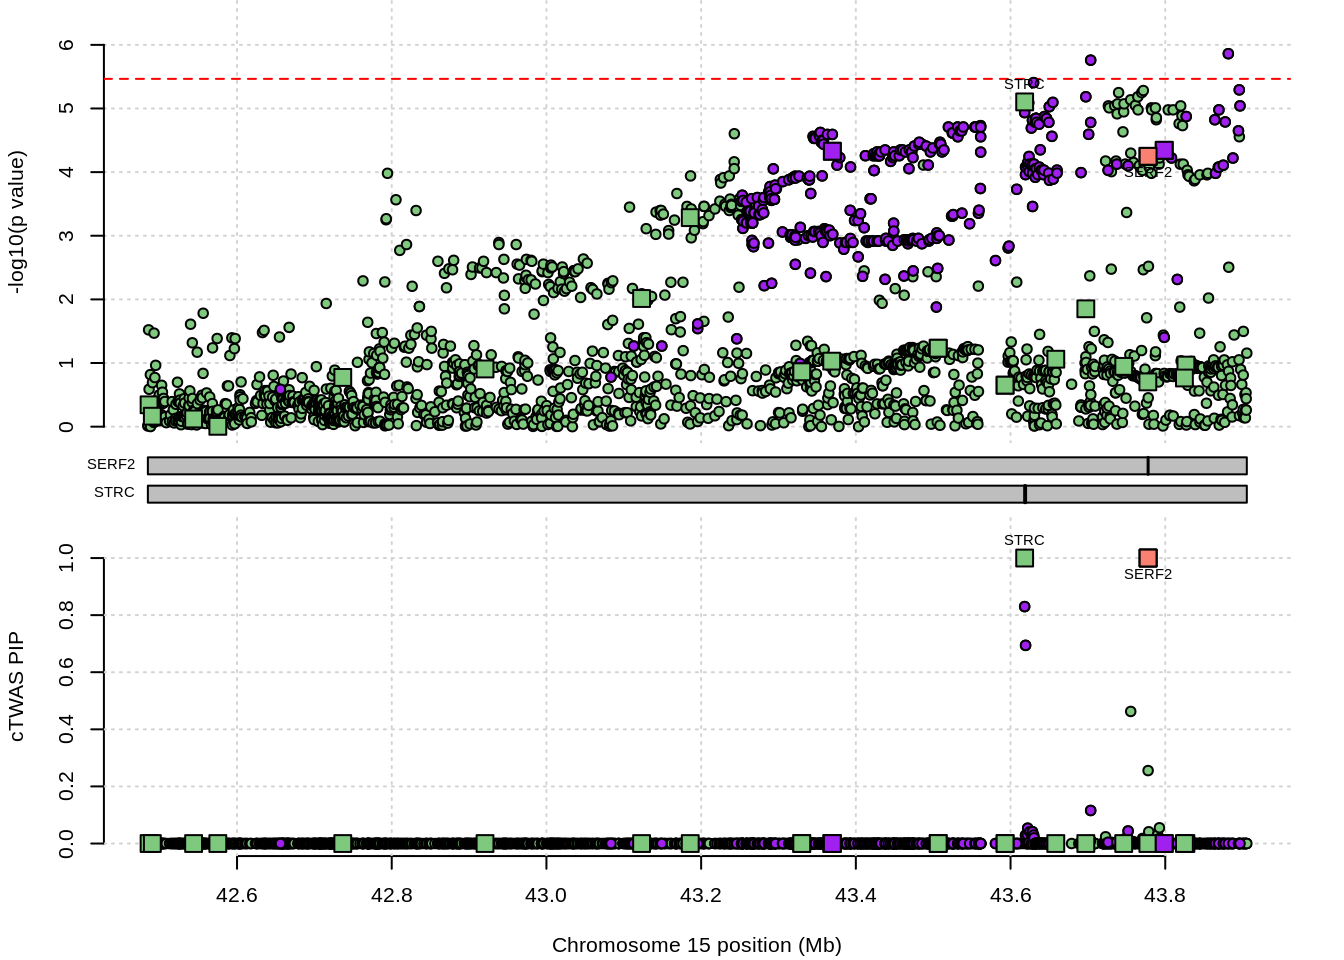 6
5
4
3
2
1
0
-log10(p value)
STRC
SERF2
SERF2
STRC
1.0
0.8
0.6
0.4
0.2
0.0
cTWAS PIP
STRC
SERF2
42.6 42.8 43.0 43.2 43.4 43.6 43.8
Chromosome 15 position (Mb)